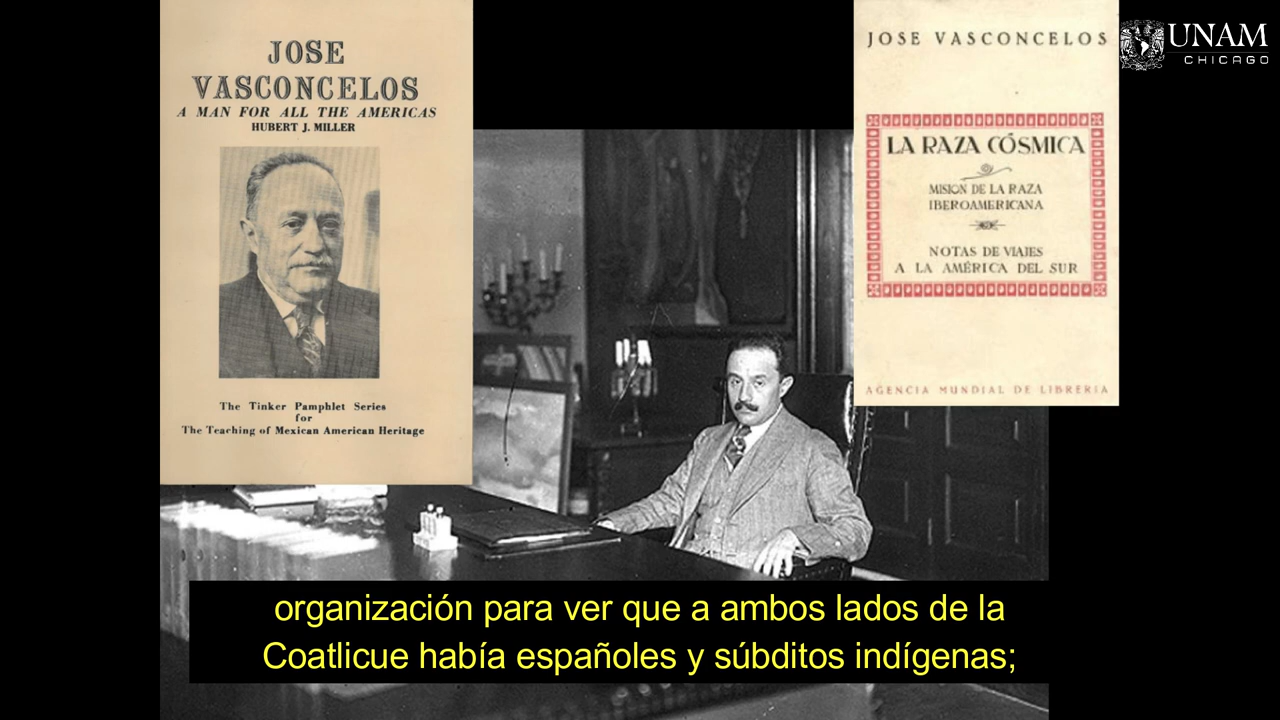 JOSE
VASCONCELOS
A MAN FOR ALL THE AMERICAS
HUBERT J. MILLER
The Tinker Pamphlet Series
for
The Teaching of Mexican American Heritage
JOSE VASCONCELOS
LA RAZA CÓSMICA
MISION DE LA RAZA
IBEROAMERICANA
NOTAS DE VIAJES
A LA AMÉRICA DEL SUR
AGENCIA MUNDIAL DE LIBRERIA
UNAM
CHICAGO
organización para ver que a ambos lados de la
Coatlicue había españoles y súbditos indígenas;